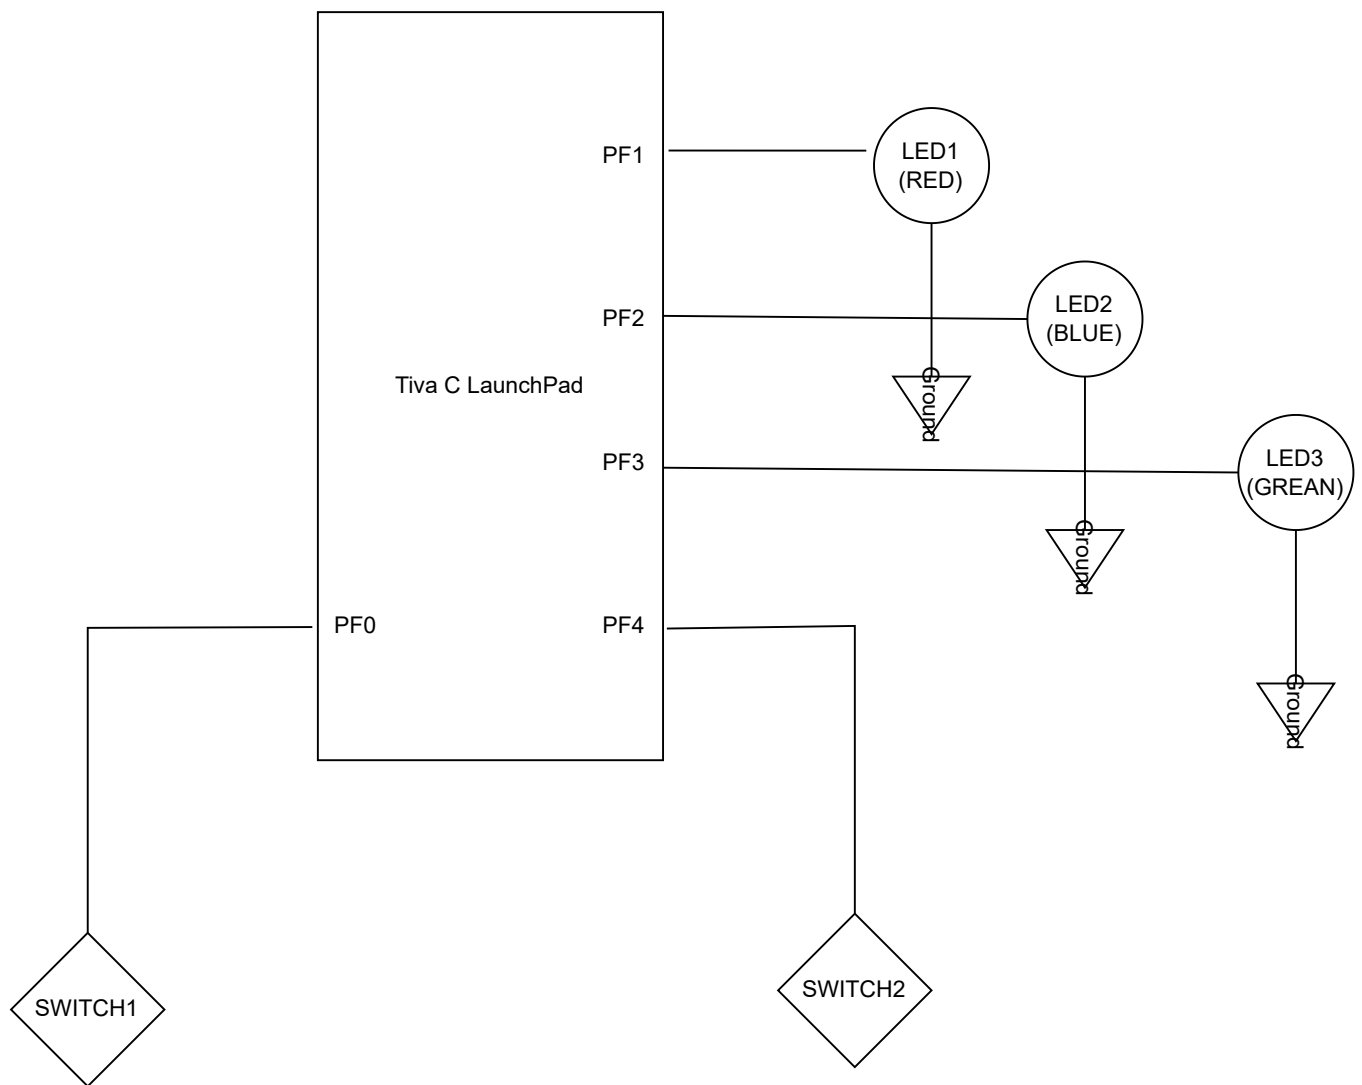 PF1
LED1
(RED)
PF2
LED2
(BLUE)
Ground
Tiva C LaunchPad
PF3
LED3
(GREAN)
Ground
PF0
PF4
Ground
SWITCH1
SWITCH2